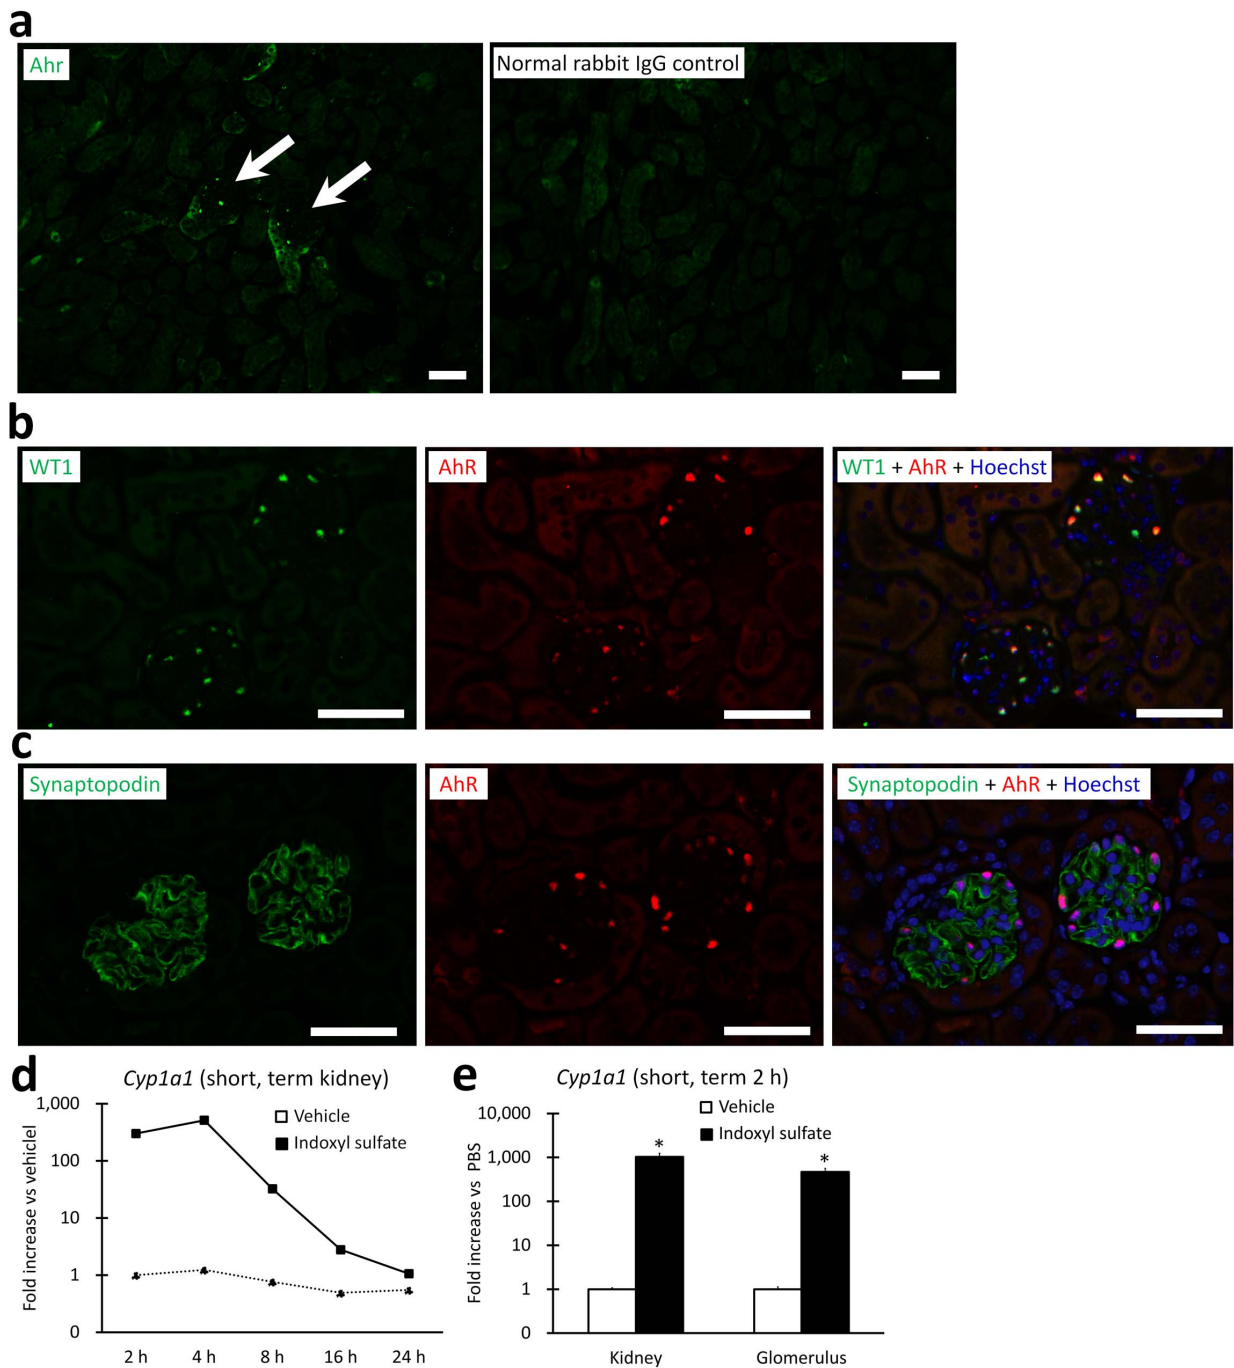 a
Ahr
Normal rabbit IgG control
b
WT1
AhR
WT1 + AhR + Hoechst
c
Synaptopodin
AhR
Synaptopodin + AhR + Hoechst
d
Cyp1a1 (short, term kidney)
Vehicle
Indoxyl sulfate
Fold increase vs vehiclel
1,000
100
10
1
0
2 h 4 h 8 h 16 h 24 h
e
Cyp1a1 (short, term 2 h)
Vehicle
Indoxyl sulfate
Fold increase vs PBS
10,000
1,000
100
10
1
0
* *
Kidney Glomerulus